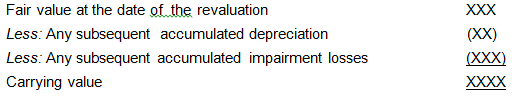 Fair value at the date of the revaluation XXX
Less: Any subsequent accumulated depreciation (XX)
Less: Any subsequent accumulated impairment losses (XXX)
Carrying value XXXX